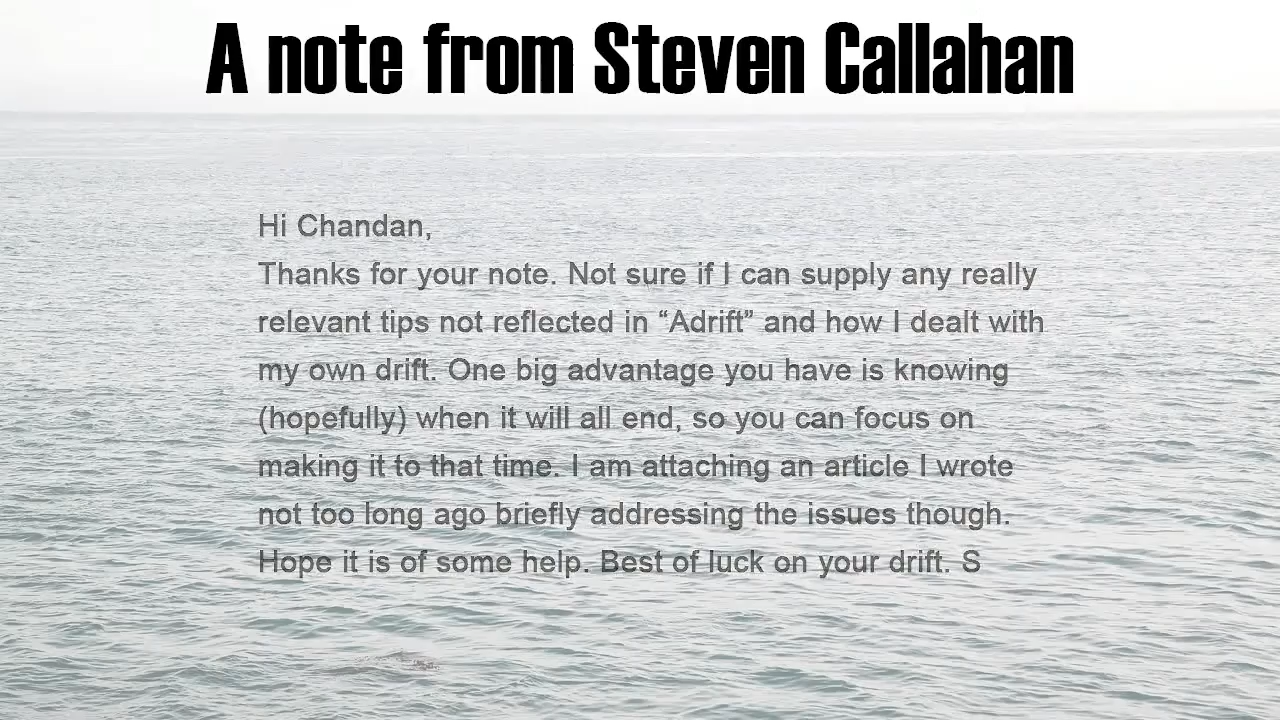 A note from Steven Callahan
Hi Chandan,
Thanks for your note. Not sure if I can supply any really
relevant tips not reflected in “Adrift” and how I dealt with
my own drift. One big advantage you have is knowing
(hopefully) when it will all end, so you can focus on
making it to that time. I am attaching an article I wrote
not too long ago briefly addressing the issues though.
Hope it is of some help. Best of luck on your drift. S